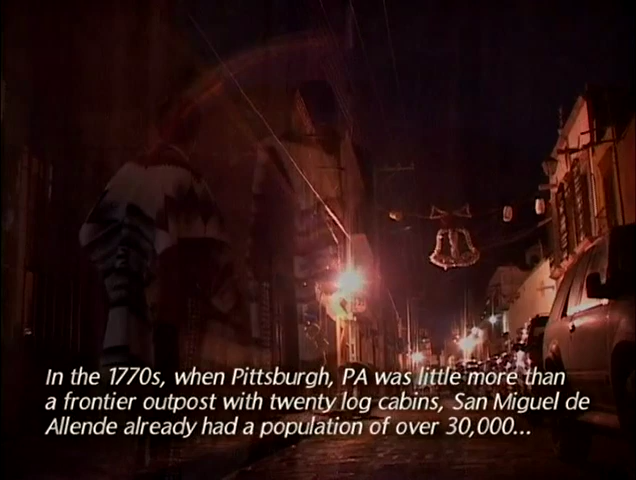 In the 1770s, when Pittsburgh, PA was little more than
a frontier outpost with twenty log cabins, San Miguel de
Allende already had a population of over 30,000...